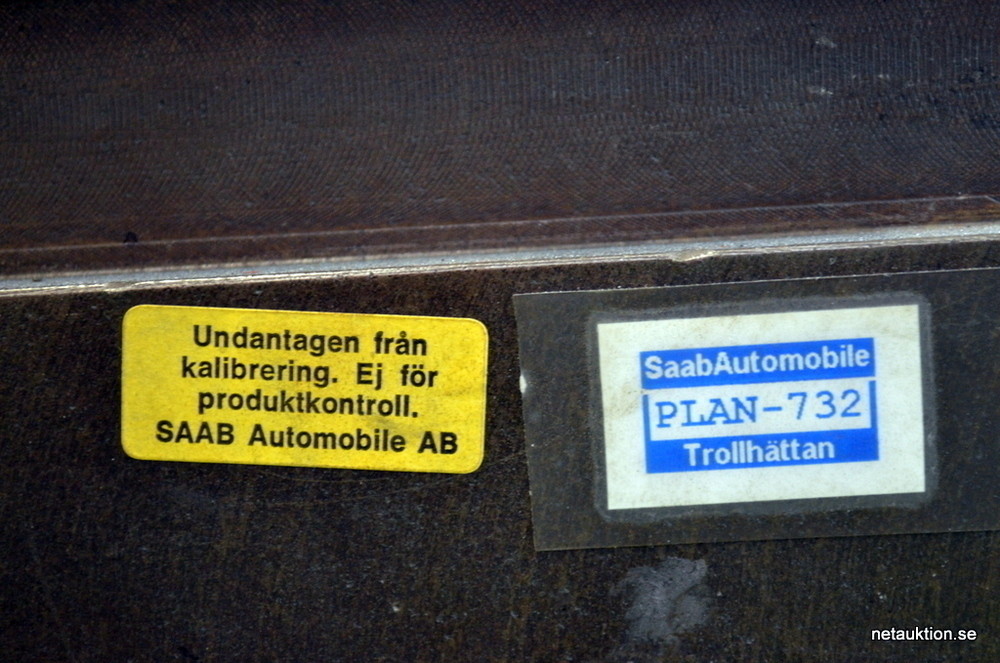 Undantagen från
kalibrering. Ej för
produktkontroll.
SAAB Automobile AB
SaabAutomobile
PLAN-732
Trollhättan
netauktion.se